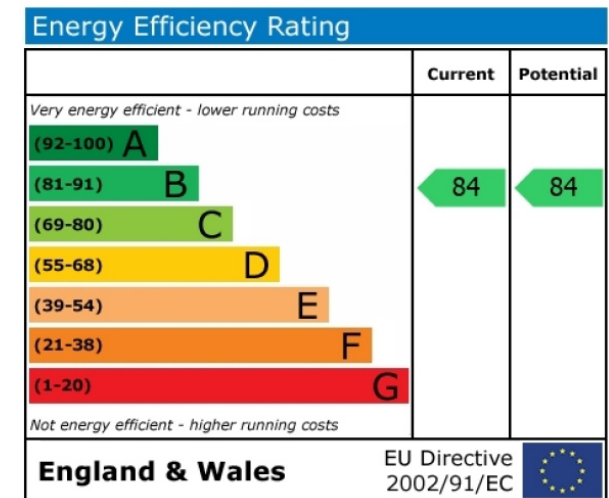 Energy Efficiency Rating
Current Potential
Very energy efficient - lower running costs
(92-100) A
(81-91) B 84 84
(69-80) C
(55-68) D
(39-54) E
(21-38) F
(1-20) G
Not energy efficient - higher running costs
England & Wales
EU Directive
2002/91/EC